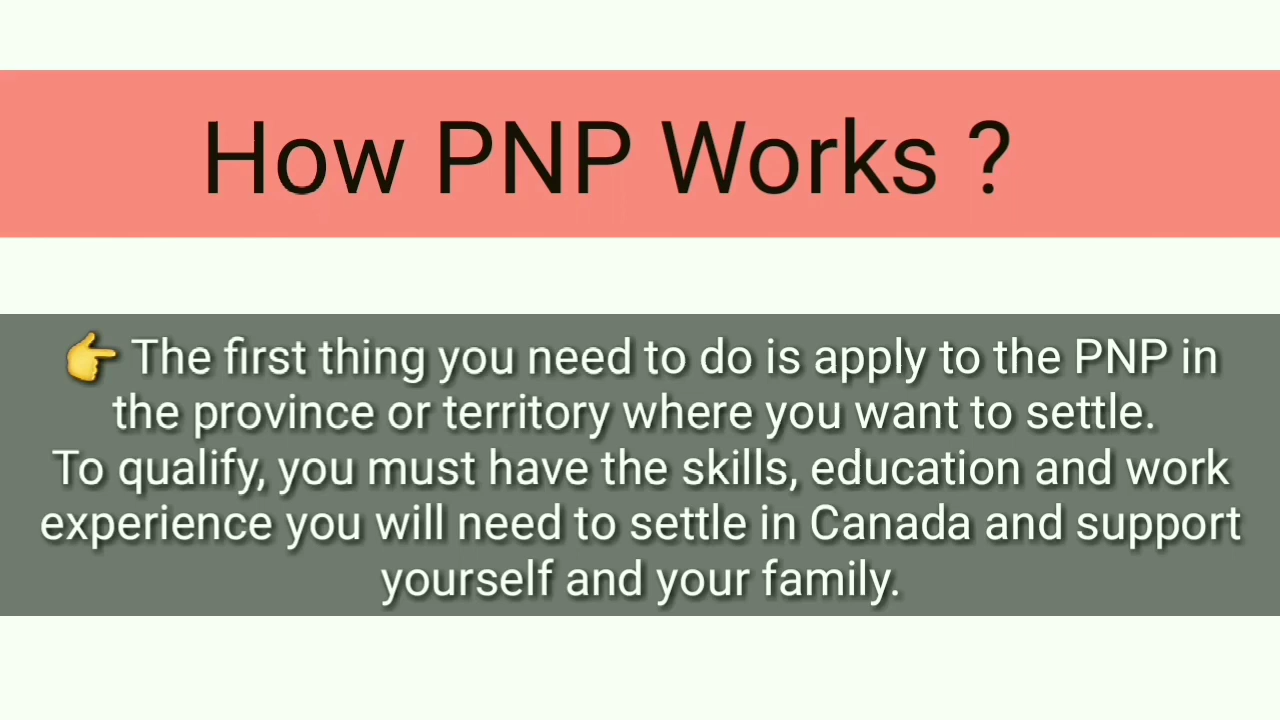 How PNP Works ?
👉 The first thing you need to do is apply to the PNP in
the province or territory where you want to settle.
To qualify, you must have the skills, education and work
experience you will need to settle in Canada and support
yourself and your family.